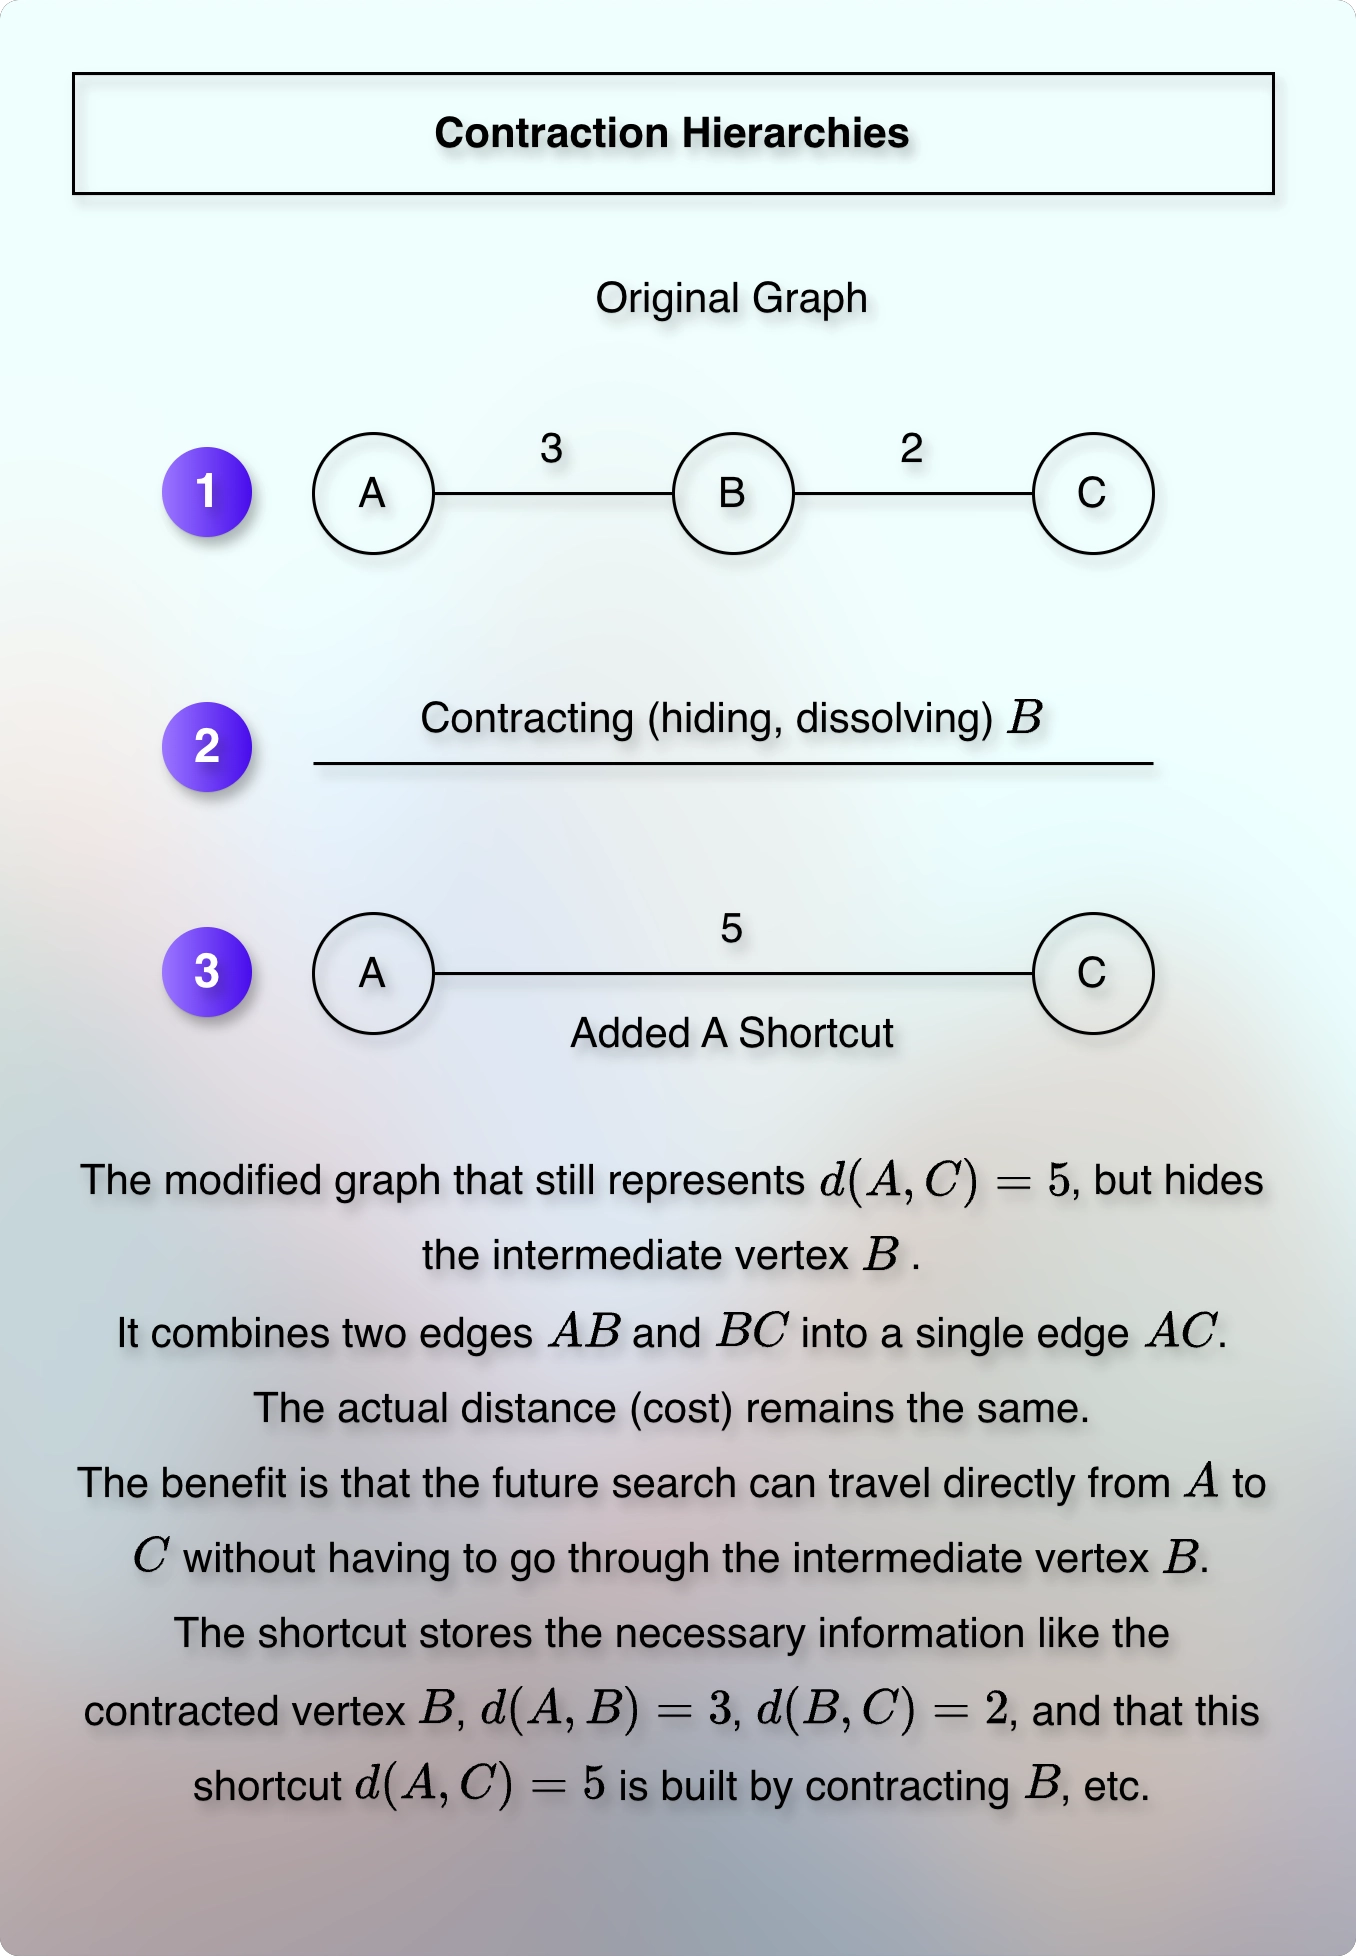 Contraction Hierarchies
Original Graph
1
A
3
B
2
C
2
Contracting (hiding, dissolving) B
3
A
5
C
Added A Shortcut
The modified graph that still represents d(A, C) = 5, but hides
the intermediate vertex B .
It combines two edges AB and BC into a single edge AC.
The actual distance (cost) remains the same.
The benefit is that the future search can travel directly from A to
C without having to go through the intermediate vertex B.
The shortcut stores the necessary information like the
contracted vertex B, d(A, B) = 3, d(B, C) = 2, and that this
shortcut d(A, C) = 5 is built by contracting B, etc.